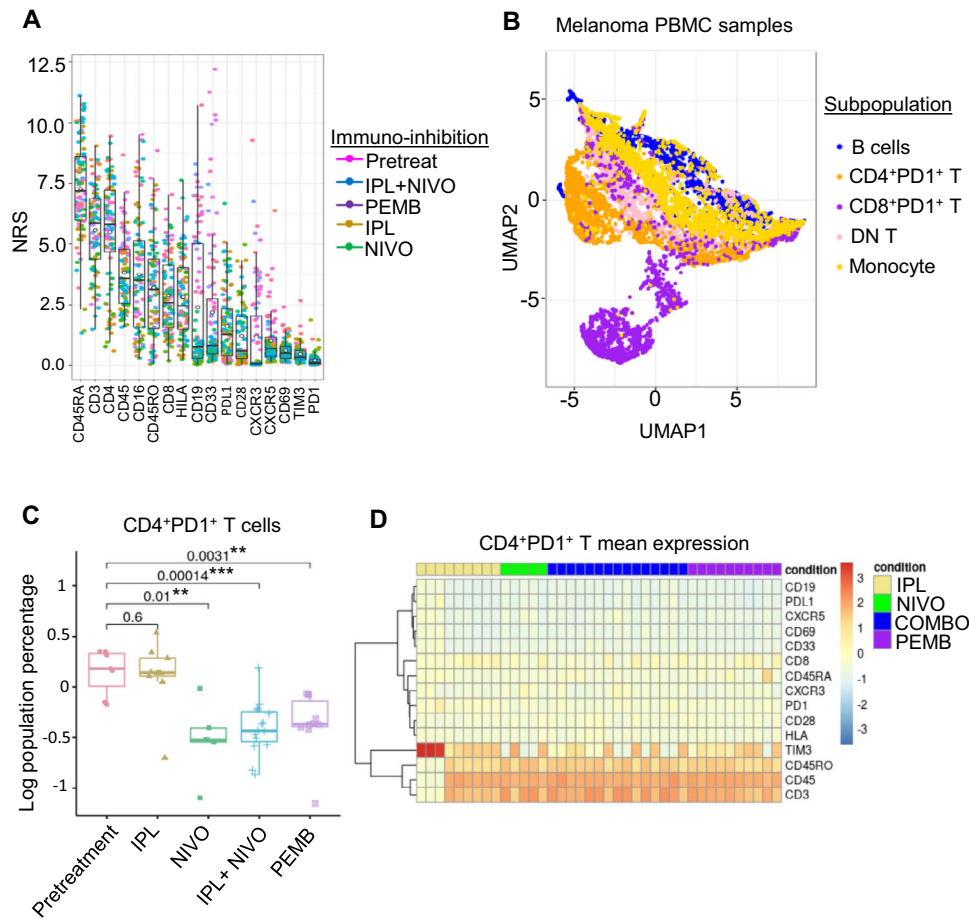 A
12.5
10.0
7.5
5.0
2.5
0.0
NRS
CD45RA
CD3
CD4
CD45
CD16
CD45RO
CD8
HILA
CD19
CD33
PDL1
CD28
CXCR3
CXCR5
CD69
TIM3
PD1
Immuno-inhibition
Pretreat
IPL+NIVO
PEMB
IPL
NIVO
B
Melanoma PBMC samples
5
0
-5
UMAP2
-5
0
5
UMAP1
Subpopulation
B cells
CD4+PD1+ T
CD8+PD1+ T
DN T
Monocyte
C
CD4+PD1+ T cells
0.0031**
0.00014***
0.01**
0.6
1
0.5
0
-0.5
-1
Log population percentage
Pretreatment
IPL
NIVO
IPL+ NIVO
PEMB
D
CD4+PD1+ T mean expression
condition
CD19
PDL1
CXCR5
CD69
CD33
CD8
CD45RA
CXCR3
PD1
CD28
HLA
TIM3
CD45RO
CD45
CD3
3
2
1
0
-1
-2
-3
condition
IPL
NIVO
COMBO
PEMB